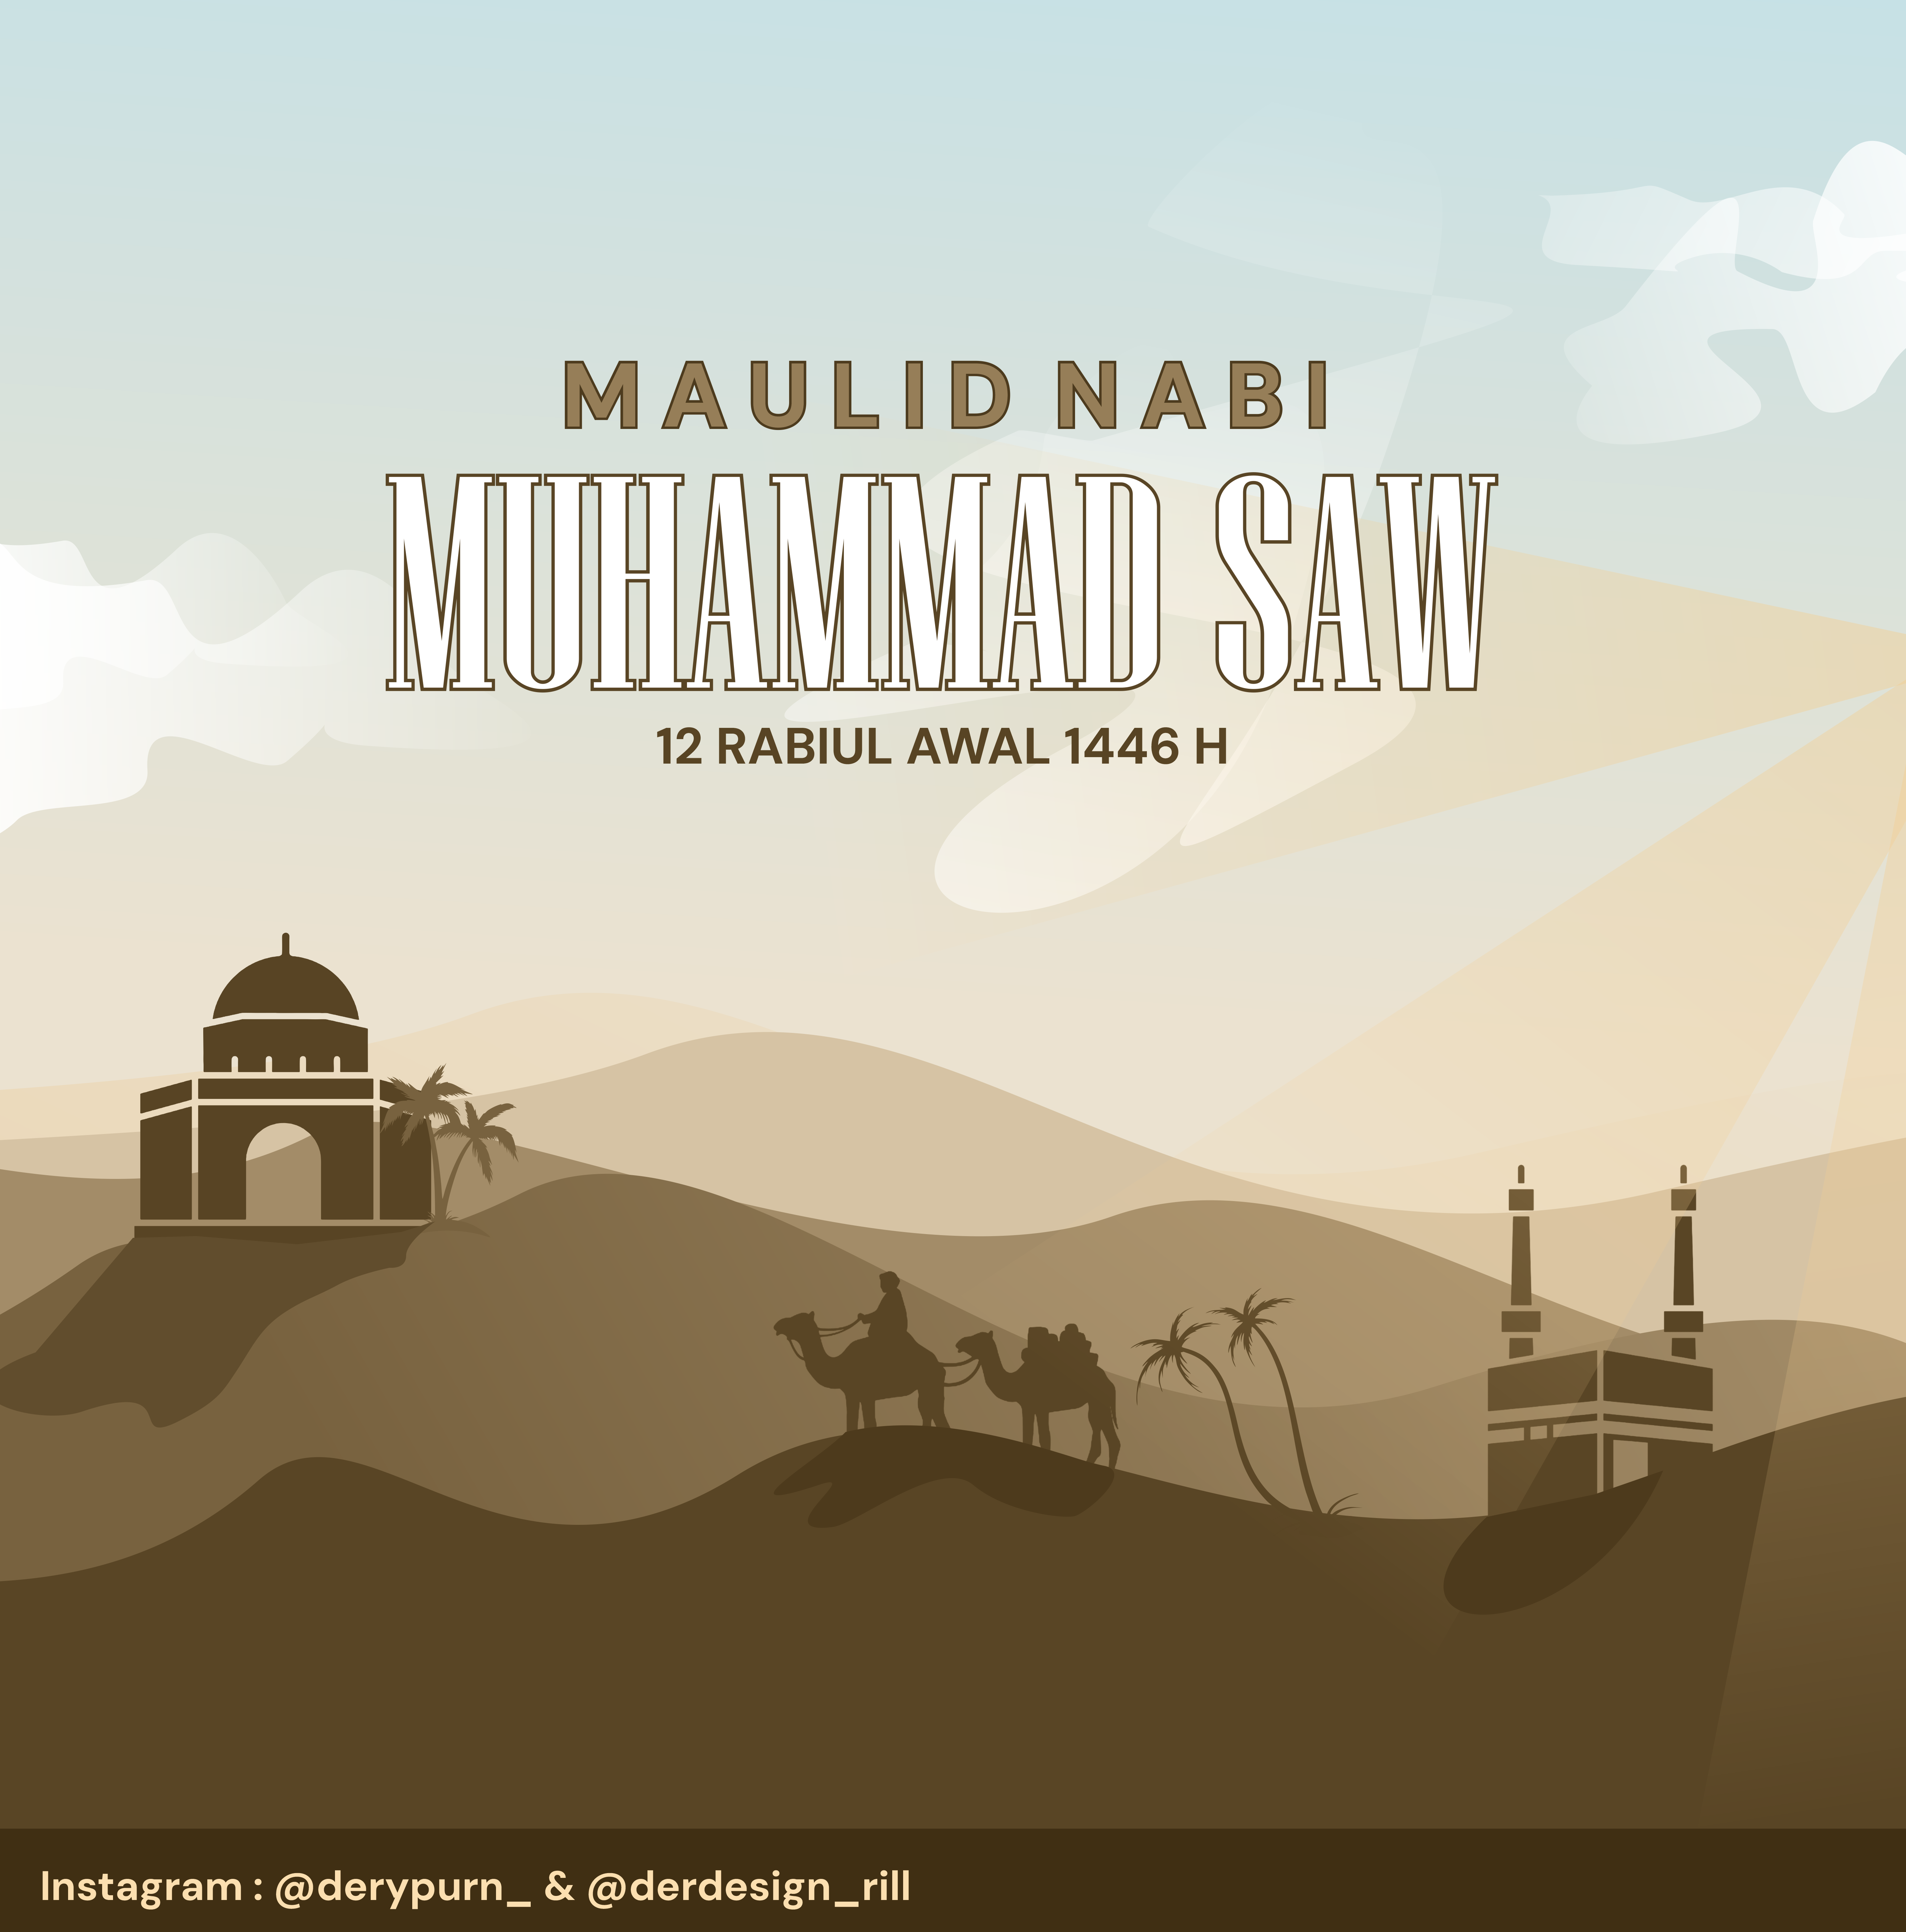 MAULID NABI
MUHAMMAD SAW
12 RABIUL AWAL 1446 H
Instagram : @derypurn_ & @derdesign_rill